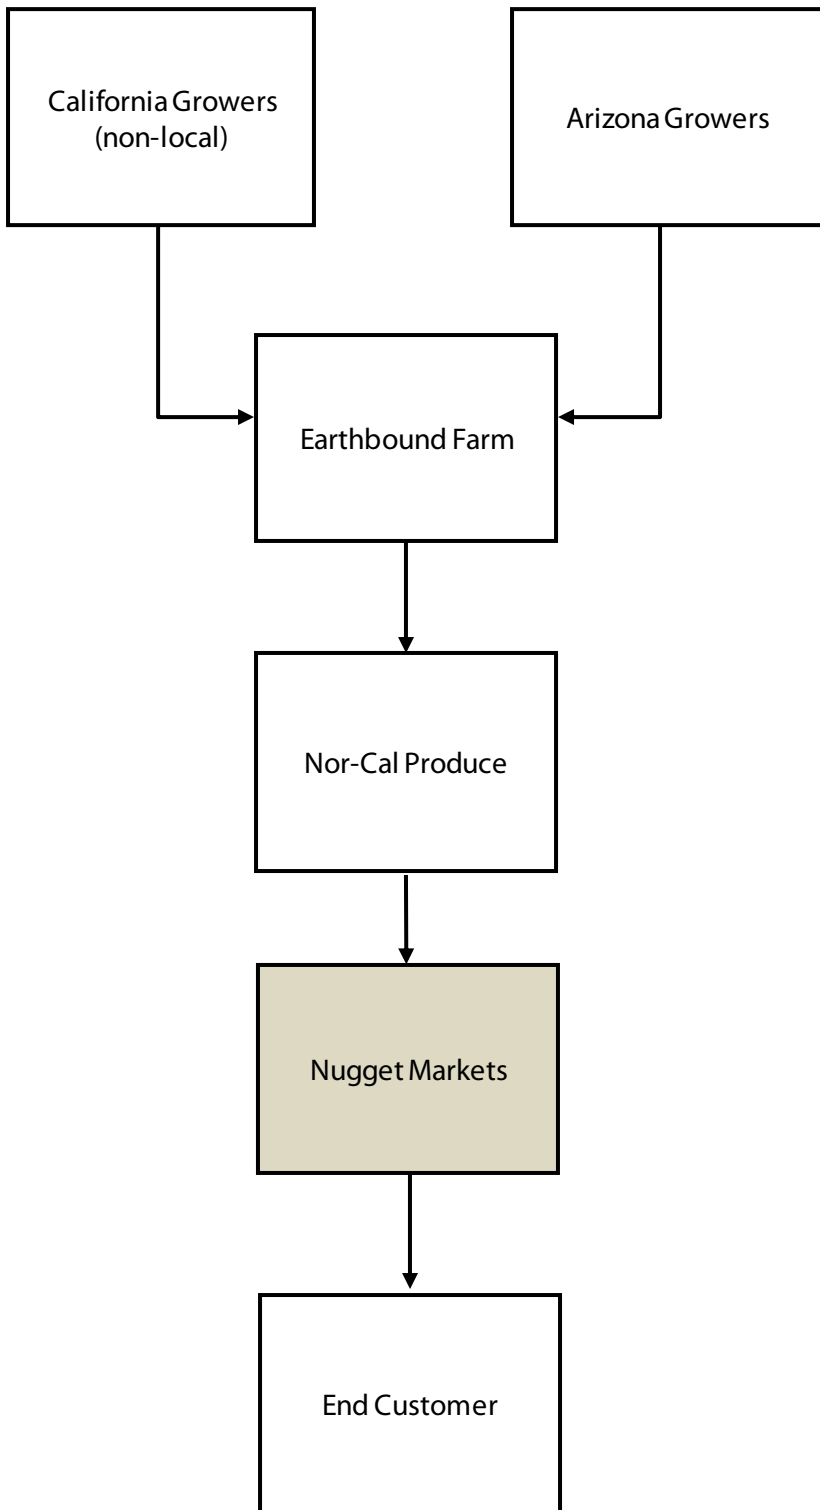 California Growers
(non-local)
Arizona Growers
Earthbound Farm
Nor-Cal Produce
Nugget Markets
End Customer